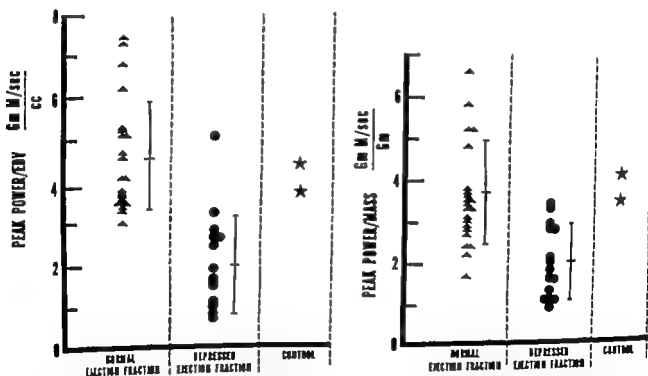 8
6
4
2
0
PEAK POWER/EDV
Gm M/sec
cc
NORMAL
EJECTION FRACTION
DEPRESSED
EJECTION FRACTION
CONTROL
6
4
2
0
PEAK POWER/MASS
Gm M/sec
Gm
NORMAL
EJECTION FRACTION
DEPRESSED
EJECTION FRACTION
CONTROL